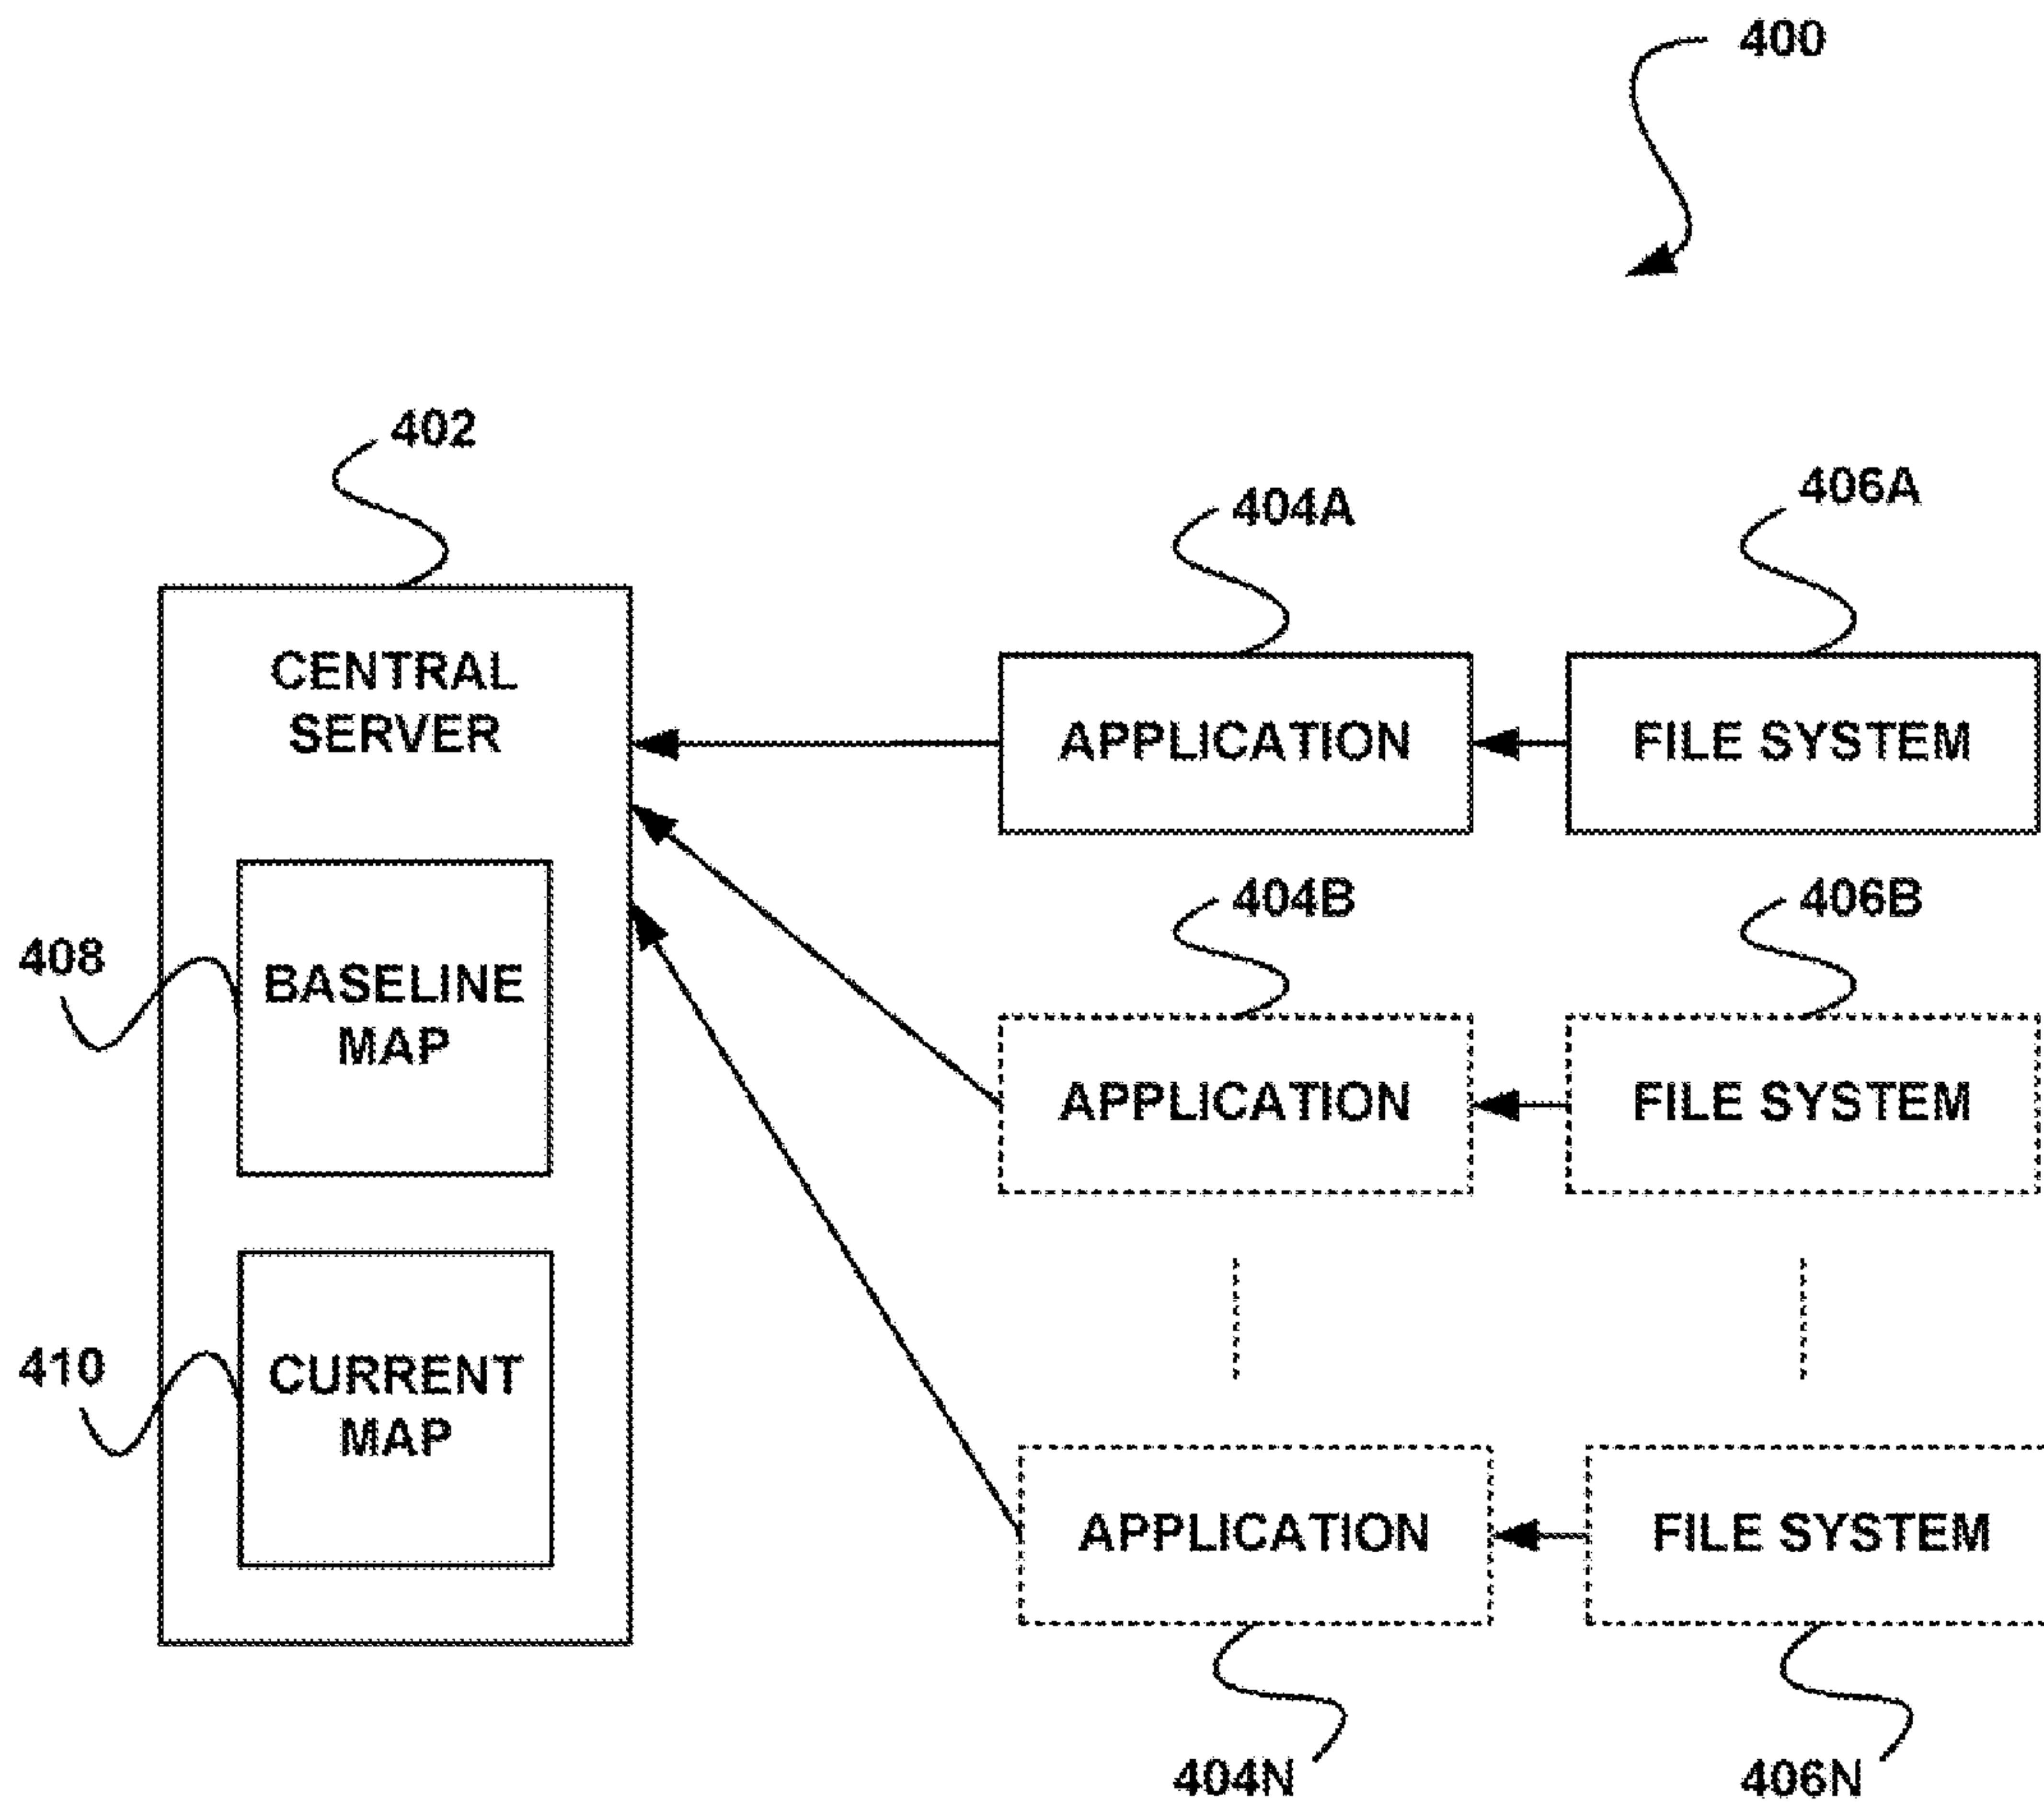 400
402
404A
406A
CENTRAL
SERVER
APPLICATION
FILE SYSTEM
404B
406B
408
BASELINE
MAP
APPLICATION
FILE SYSTEM
410
CURRENT
MAP
APPLICATION
FILE SYSTEM
404N
406N